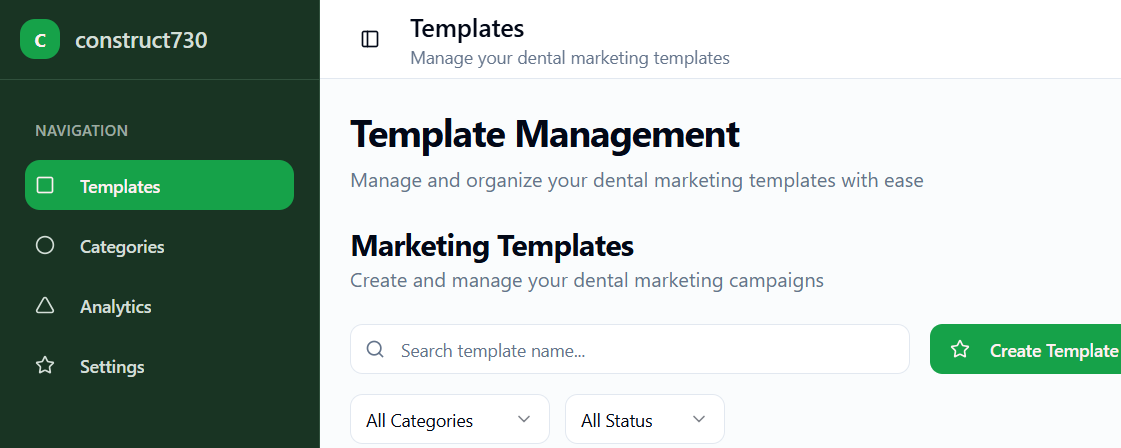 C construct730
NAVIGATION
Templates
Categories
Analytics
Settings
Templates
Manage your dental marketing templates
Template Management
Manage and organize your dental marketing templates with ease
Marketing Templates
Create and manage your dental marketing campaigns
Search template name...
Create Template
All Categories
All Status